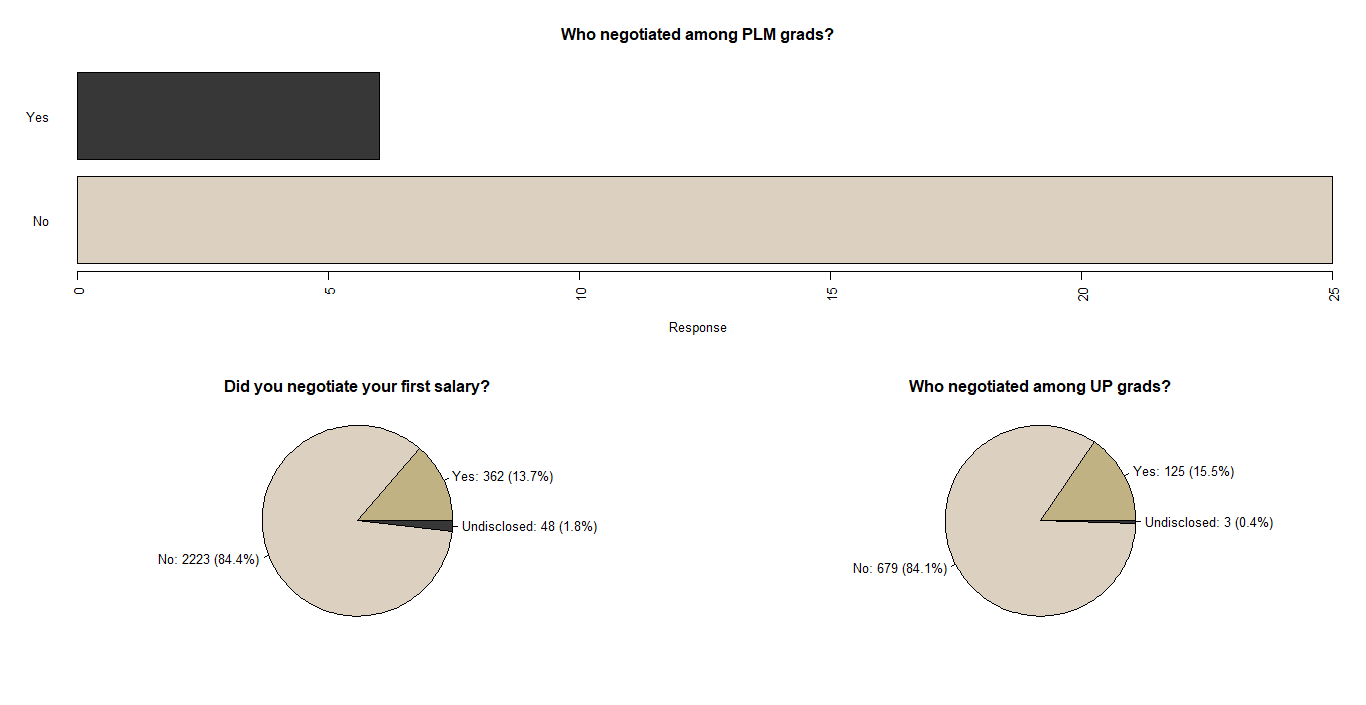 Who negotiated among PLM grads?
Yes
No
0 5 10 15 20 25
Response
Did you negotiate your first salary?
Yes: 362 (13.7%)
Undisclosed: 48 (1.8%)
No: 2223 (84.4%)
Who negotiated among UP grads?
Yes: 125 (15.5%)
Undisclosed: 3 (0.4%)
No: 679 (84.1%)